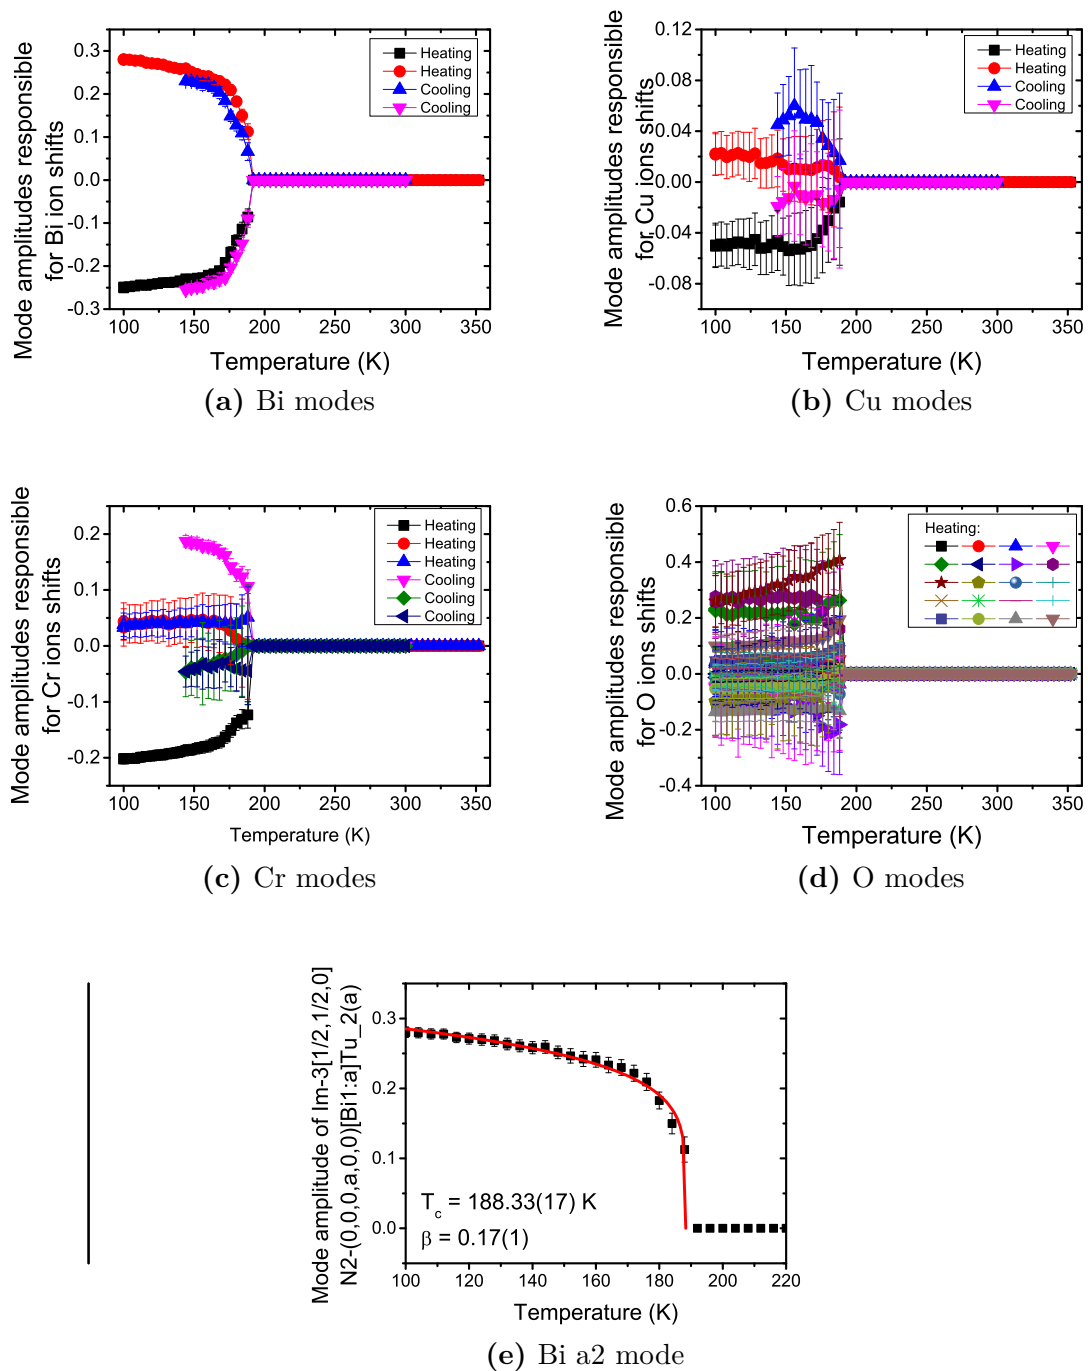 Mode amplitudes responsible
for Bi ion shifts
0.3
0.2
0.1
0.0
-0.1
-0.2
-0.3
Heating
Heating
Cooling
Cooling
100 150 200 250 300 350
Temperature (K)
(a) Bi modes
Mode amplitudes responsible
for Cu ions shifts
0.12
0.08
0.04
0.00
-0.04
-0.08
Heating
Heating
Cooling
Cooling
100 150 200 250 300 350
Temperature (K)
(b) Cu modes
Mode amplitudes responsible
for Cr ions shifts
0.2
0.1
0.0
-0.1
-0.2
Heating
Heating
Heating
Cooling
Cooling
Cooling
100 150 200 250 300 350
Temperature (K)
(c) Cr modes
Mode amplitudes responsible
for O ions shifts
0.6
0.4
0.2
0.0
-0.2
-0.4
Heating:
100 150 200 250 300 350
Temperature (K)
(d) O modes
Mode amplitude of Im-3[1/2,1/2,0]
N2-(0,0,0,a,0,0)[Bi1:a]Tu_2(a)
0.3
0.2
0.1
0.0
T_c = 188.33(17) K
β = 0.17(1)
100 120 140 160 180 200 220
Temperature (K)
(e) Bi a2 mode